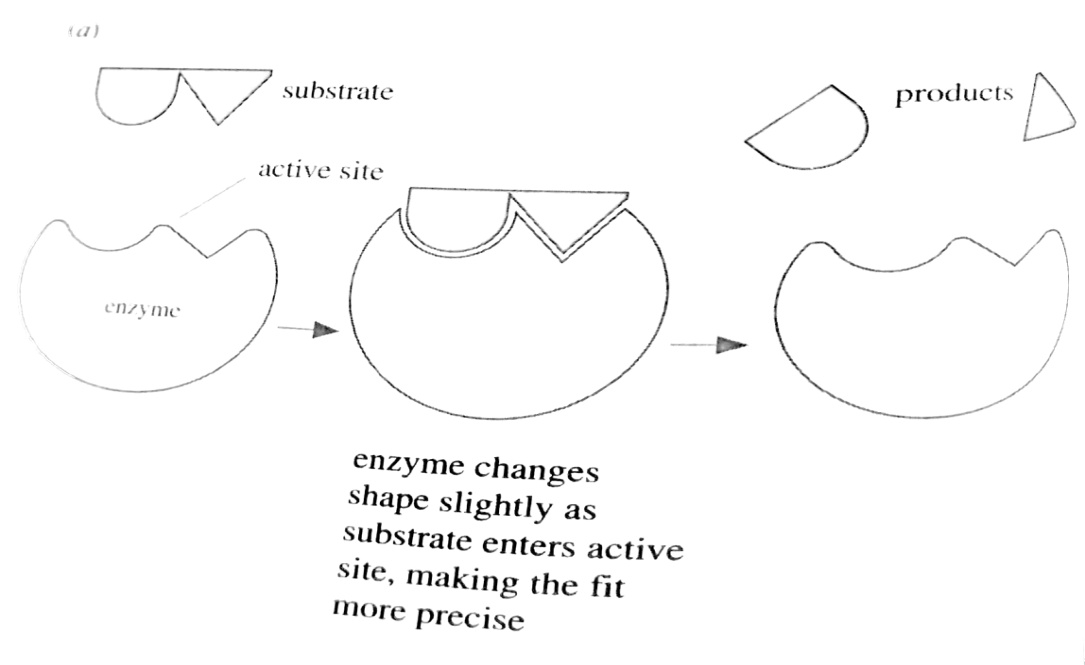 (a)
substrate
products
active site
enzyme
enzyme changes
shape slightly as
substrate enters active
site, making the fit
more precise